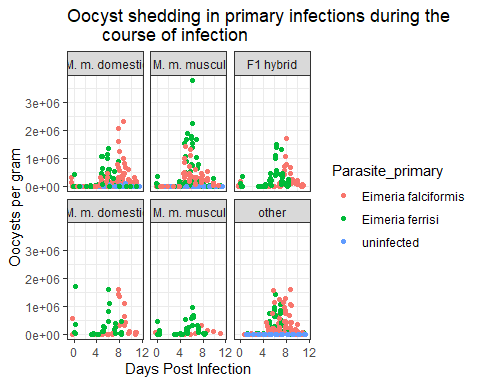 Oocyst shedding in primary infections during the
course of infection
M. m. domestic
M. m. muscul
F1 hybrid
M. m. domestic
M. m. muscul
other
Oocysts per gram
3e+06
2e+06
1e+06
0e+00
3e+06
2e+06
1e+06
0e+00
0 4 8 12
0 4 8 12
0 4 8 12
Days Post Infection
Parasite_primary
Eimeria falciformis
Eimeria ferrisi
uninfected